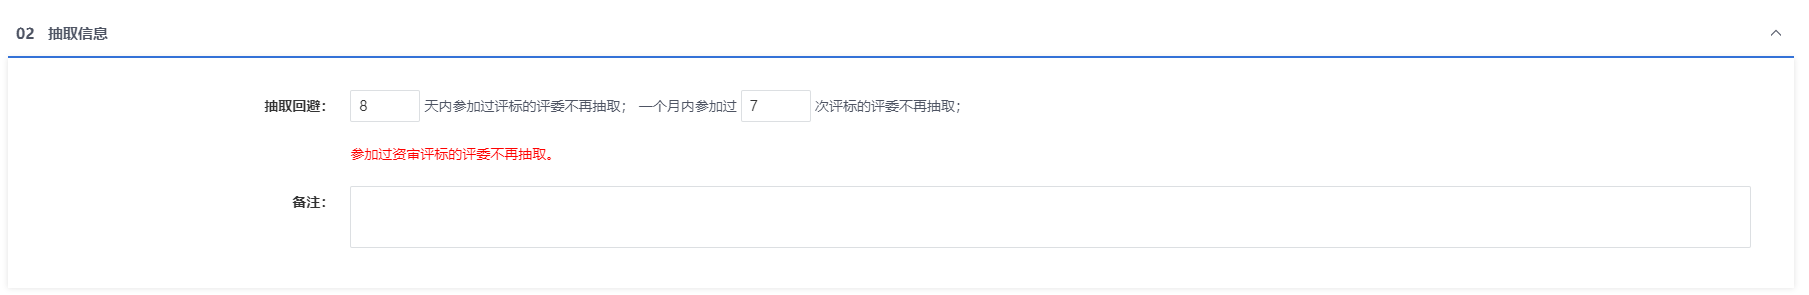 02 抽取信息
抽取回避： 8 天内参加过评标的评委不再抽取； 一个月内参加过 7 次评标的评委不再抽取；
参加过资审评标的评委不再抽取。
备注：